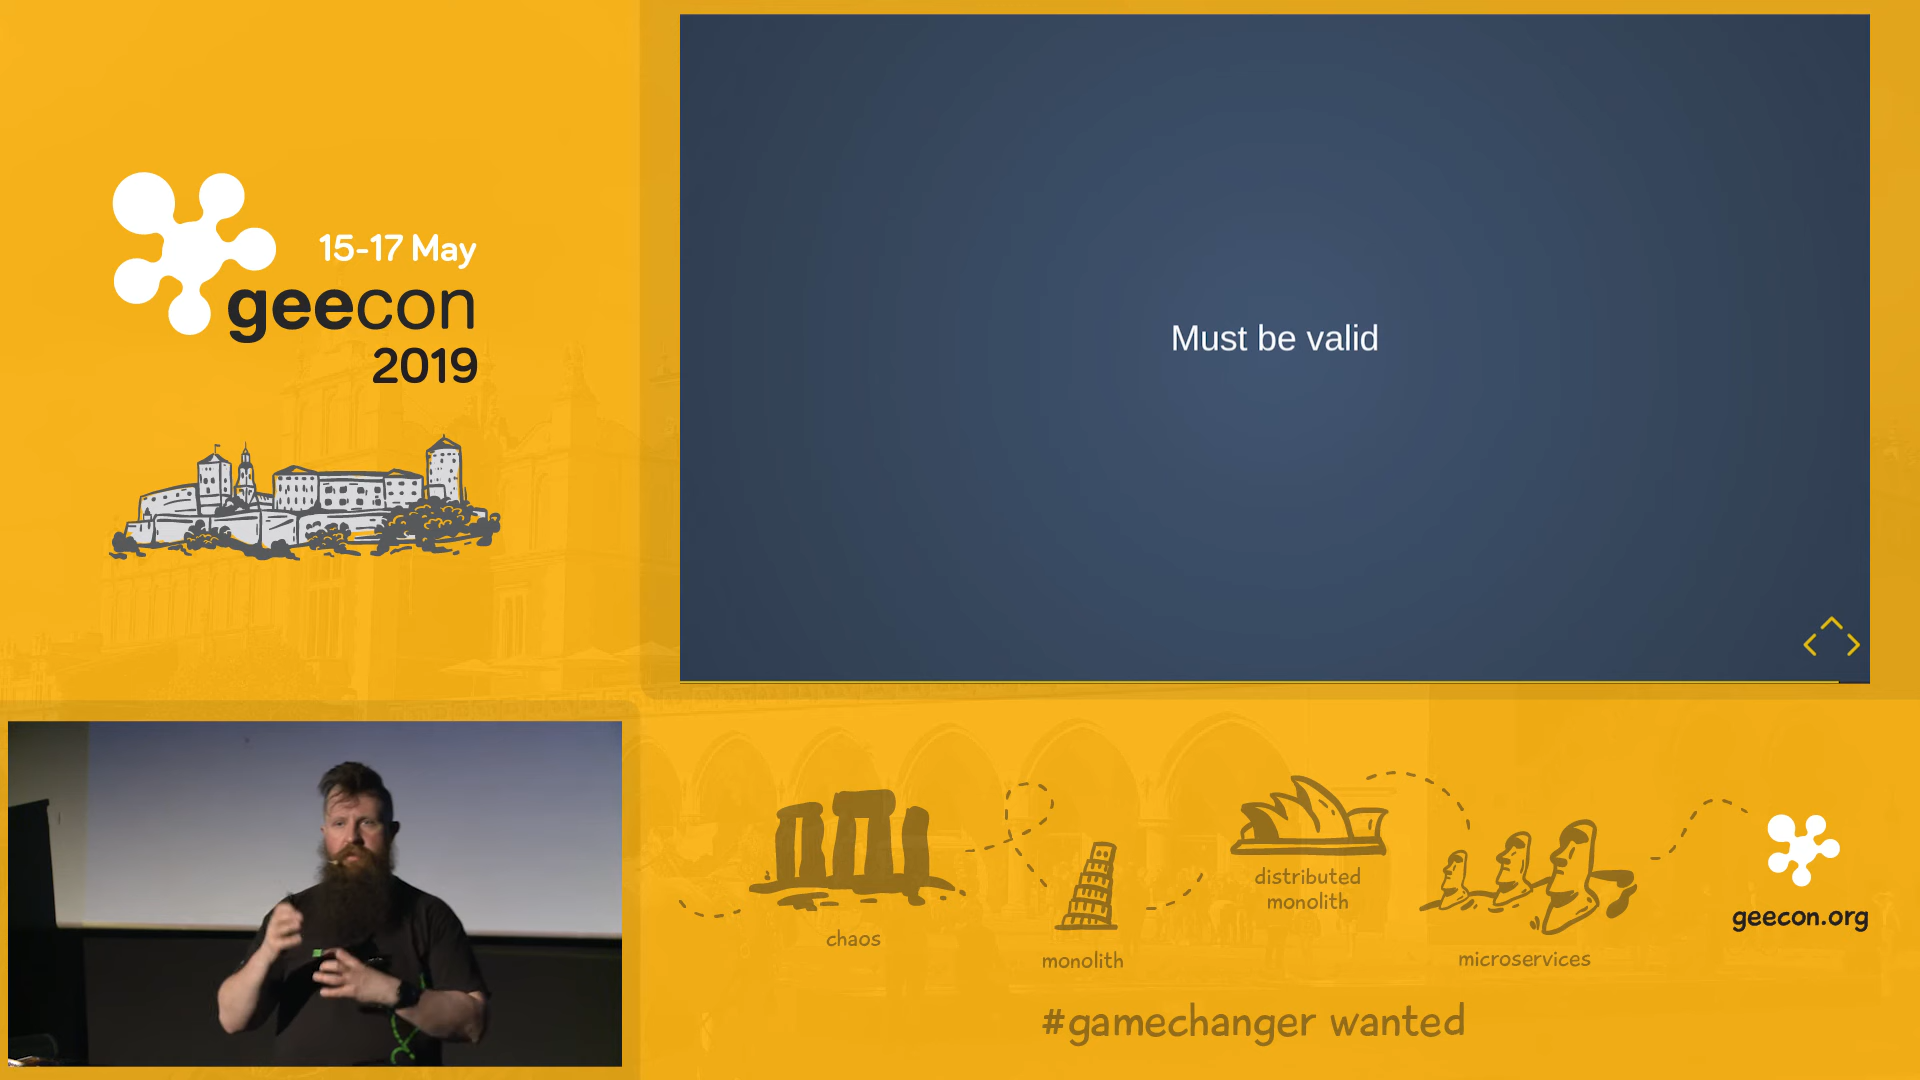 15-17 May
geecon
2019
Must be valid
chaos
monolith
distributed
monolith
microservices
geecon.org
#gamechanger wanted